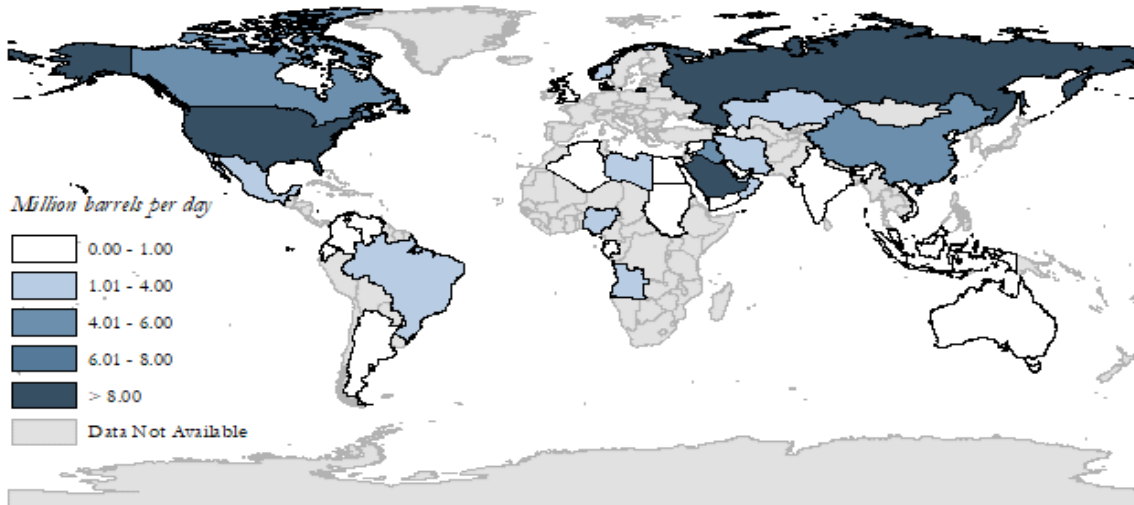 Million barrels per day
0.00 - 1.00
1.01 - 4.00
4.01 - 6.00
6.01 - 8.00
> 8.00
Data Not Available